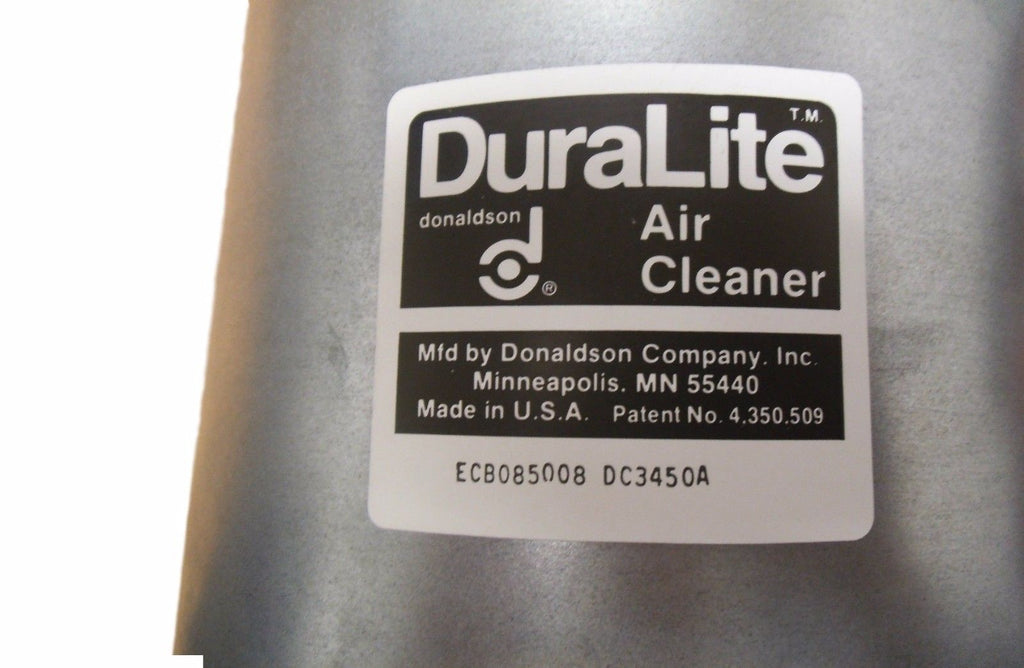 DuraLite T.M.
donaldson
Air
Cleaner
d ®
Mfd by Donaldson Company, Inc.
Minneapolis, MN 55440
Made in U.S.A. Patent No. 4,350,509
ECB085008 DC3450A